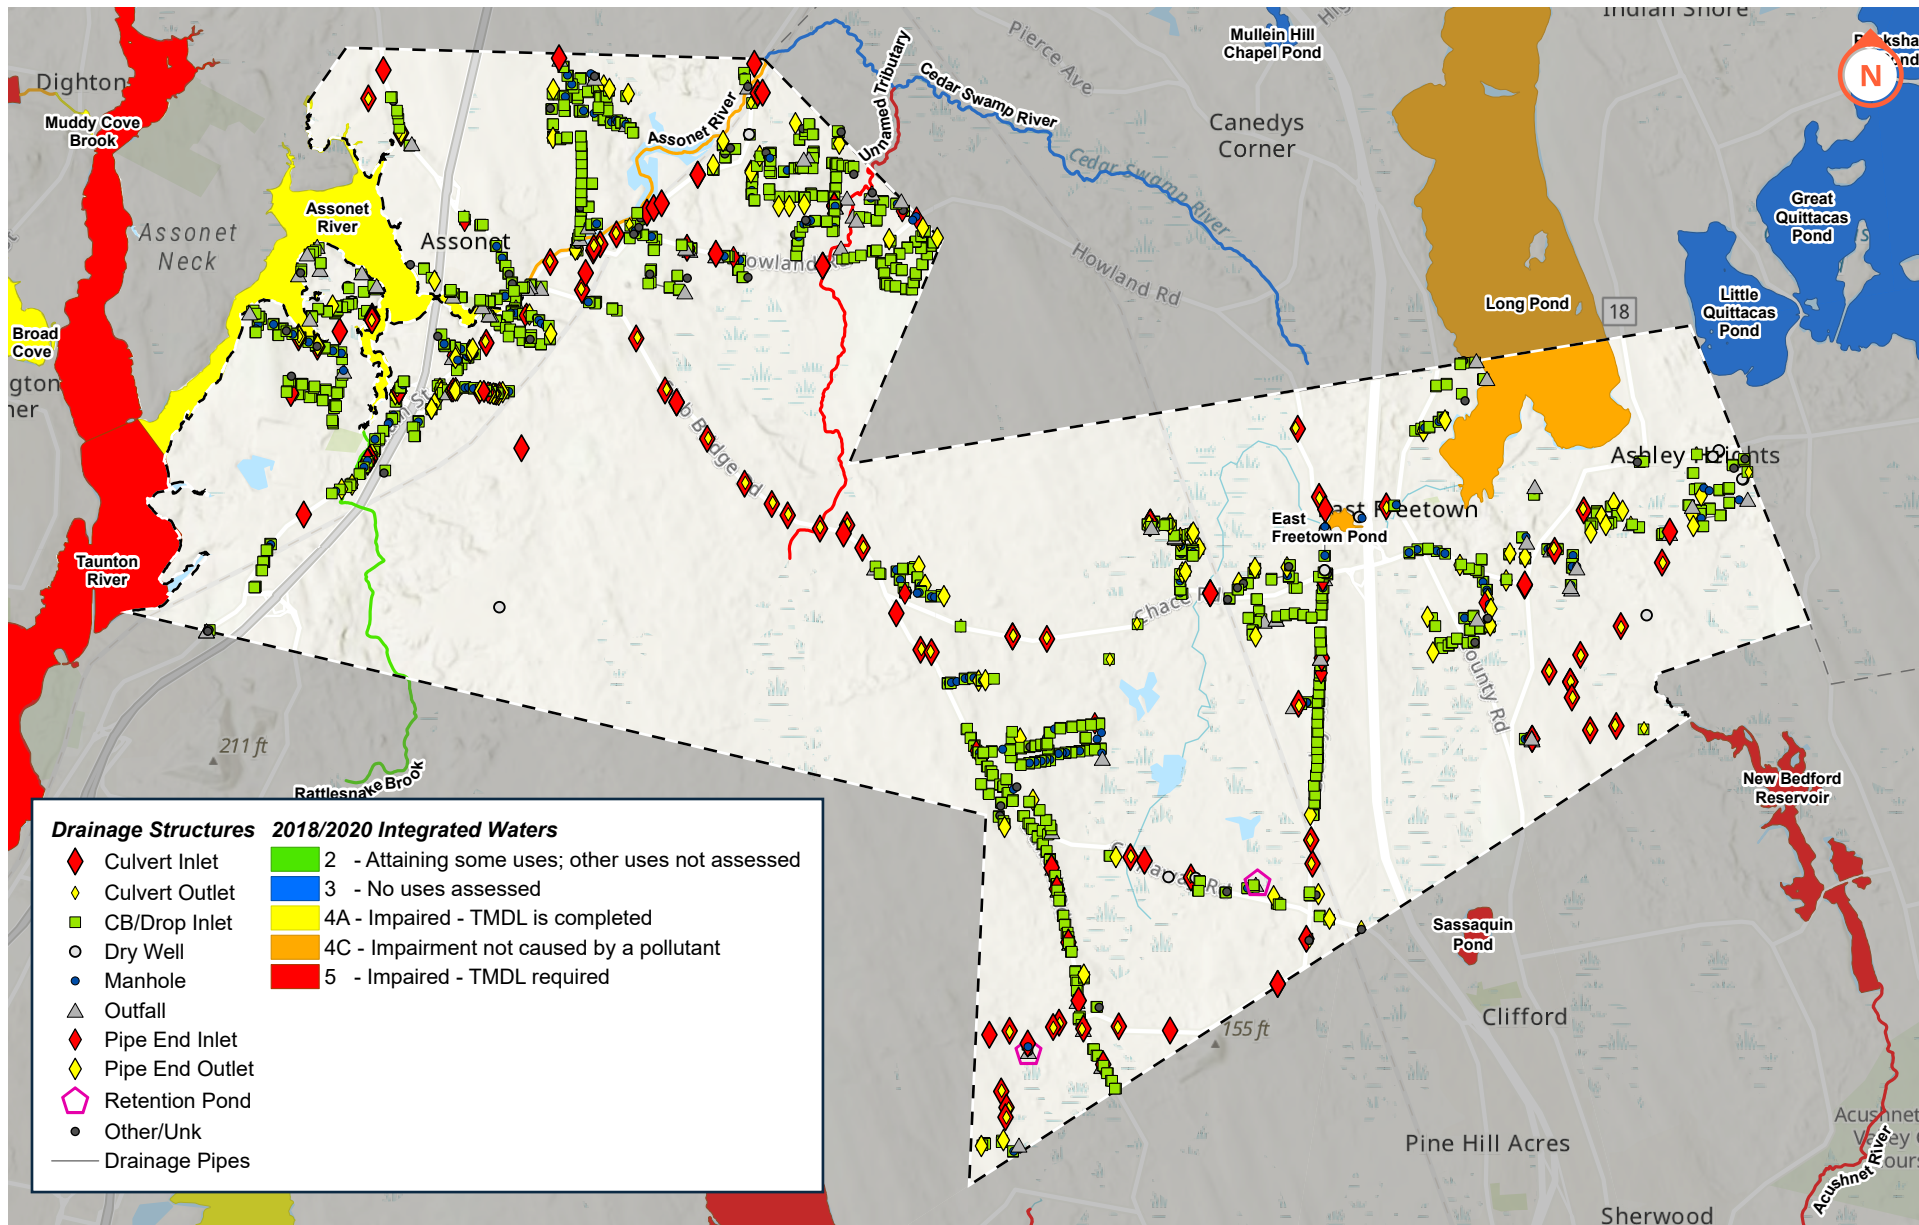 Indian Shore
Mullein Hill
Chapel Pond
N
Pierce Ave
Dighton
Muddy Cove
Brook
Assonet River
Unnamed Tributary
Cedar Swamp River
Canedys
Corner
Cedar Swamp River
Assonet
River
Assonet
Neck
Assonet
Howland Rd
Howland Rd
Great
Quittacas
Pond
Little
Quittacas
Pond
Long Pond
18
Broad
Cove
Ashley Heights
East Freetown
East
Freetown Pond
Taunton
River
Chace Rd
County Rd
211 ft
Rattlesnake Brook
New Bedford
Reservoir
Sassaquin
Pond
Clifford
155 ft
Pine Hill Acres
Acushnet River
Sherwood
Drainage Structures
Culvert Inlet
Culvert Outlet
CB/Drop Inlet
Dry Well
Manhole
Outfall
Pipe End Inlet
Pipe End Outlet
Retention Pond
Other/Unk
Drainage Pipes
2018/2020 Integrated Waters
2 - Attaining some uses; other uses not assessed
3 - No uses assessed
4A - Impaired - TMDL is completed
4C - Impairment not caused by a pollutant
5 - Impaired - TMDL required